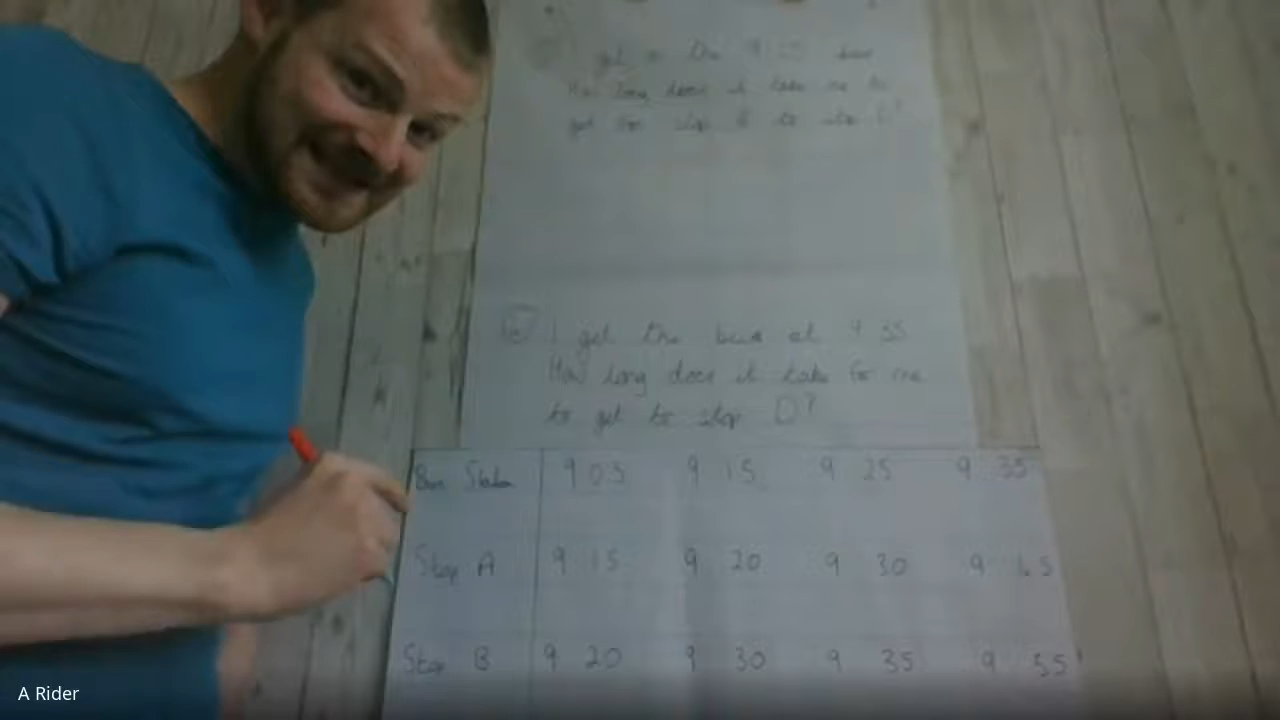 I get the 9
How long does it take me to
get from stop B to stop
I get the bus at 9 35
How long does it take for me
to get to stop D?
Bus Station 9 05 9 15 9 25 9 35
Stop A 9 15 9 20 9 30 9 45
Stop B 9 20 9 30 9 35 9 55
A Rider